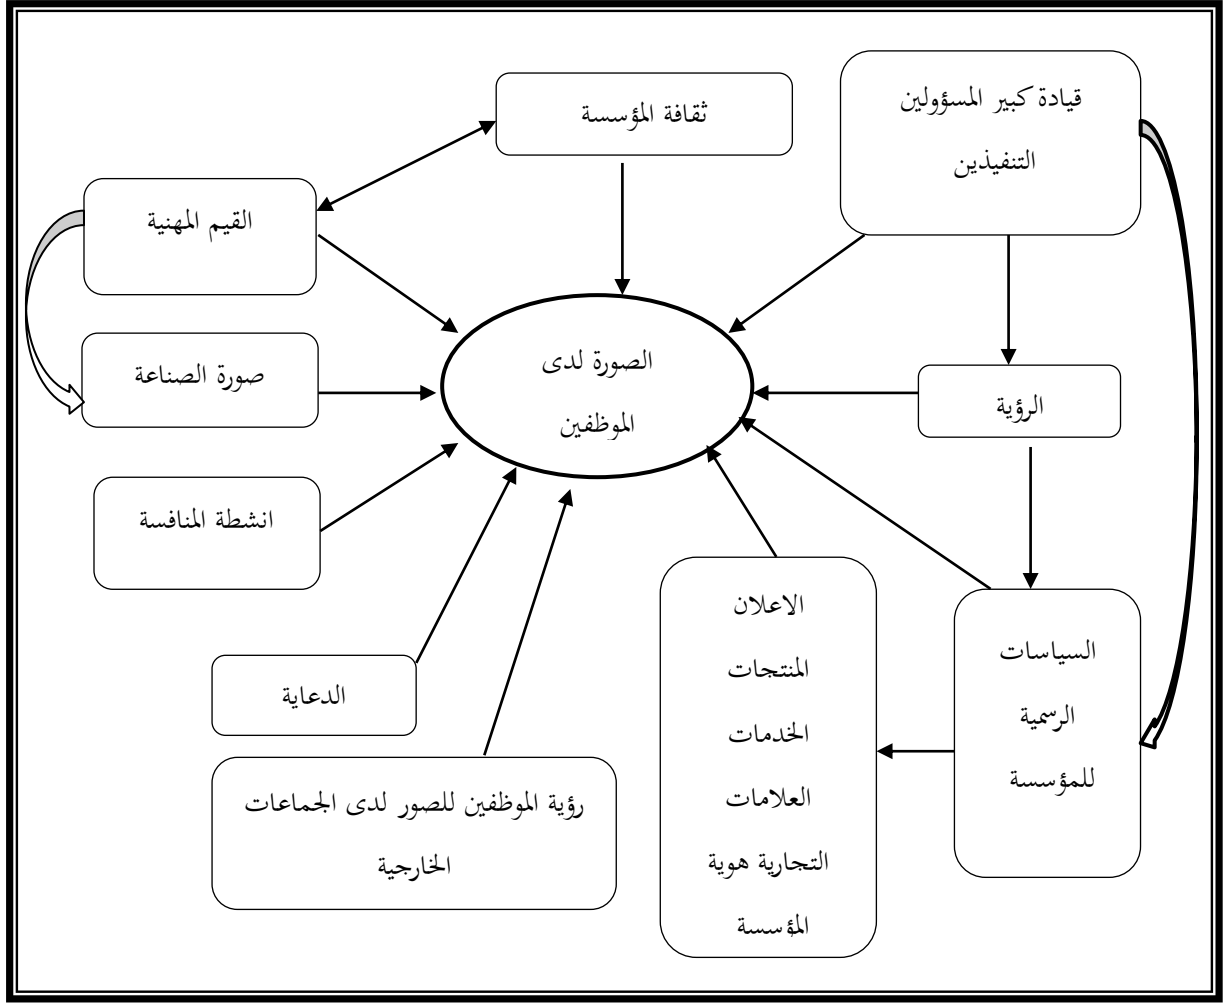 قيادة كبير المسؤولين
التنفيذين
ثقافة المؤسسة
القيم المهنية
الصورة لدى
الموظفين
صورة الصناعة
الرؤية
انشطة المنافسة
الاعلان
المنتجات
الخدمات
العلامات
التجارية هوية
المؤسسة
السياسات
الرسمية
للمؤسسة
الدعاية
رؤية الموظفين للصور لدى الجماعات
الخارجية